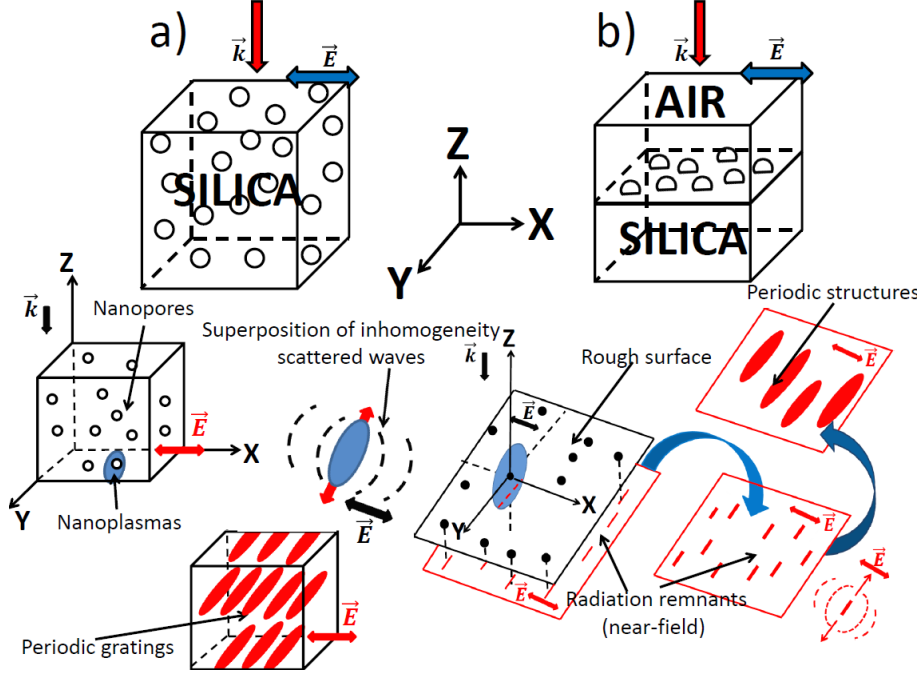 a)
k⃗
E⃗
SILICA
Z
X
Y
b)
k⃗
E⃗
AIR
SILICA
Z
k⃗
Nanopores
E⃗
X
Y
Nanoplasmas
Superposition of inhomogeneity
scattered waves
E⃗
Periodic gratings
E⃗
Z
k⃗
E⃗
X
Y
Rough surface
E⃗
Radiation remnants
(near-field)
Periodic structures
E⃗
E⃗
E⃗